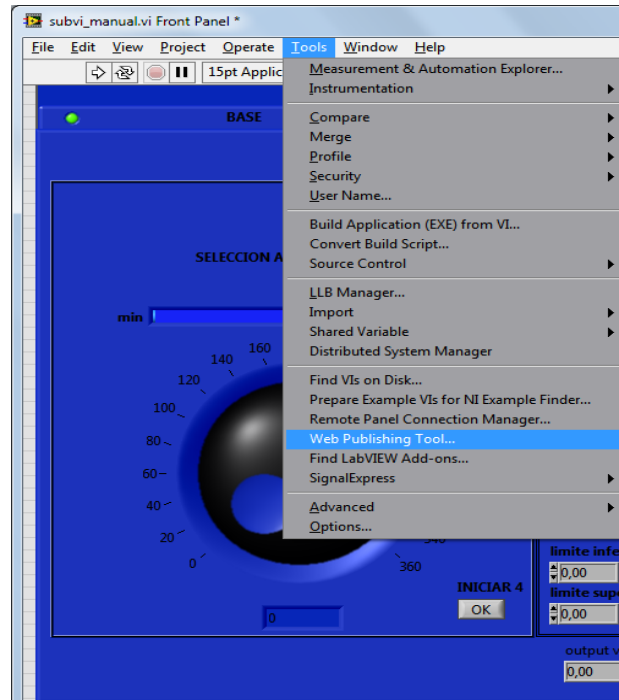 subvi_manual.vi Front Panel *
File Edit View Project Operate Tools Window Help
15pt Applic
Measurement & Automation Explorer...
Instrumentation
Compare
Merge
Profile
Security
User Name...
Build Application (EXE) from VI...
Convert Build Script...
Source Control
LLB Manager...
Import
Shared Variable
Distributed System Manager
Find VIs on Disk...
Prepare Example VIs for NI Example Finder...
Remote Panel Connection Manager...
Web Publishing Tool...
Find LabVIEW Add-ons...
SignalExpress
Advanced
Options...
BASE
SELECCION A
min
160
140
120
100
80
60
40
20
0
340
360
0
INICIAR 4
OK
limite infe
0,00
limite sup
0,00
output v
0,00